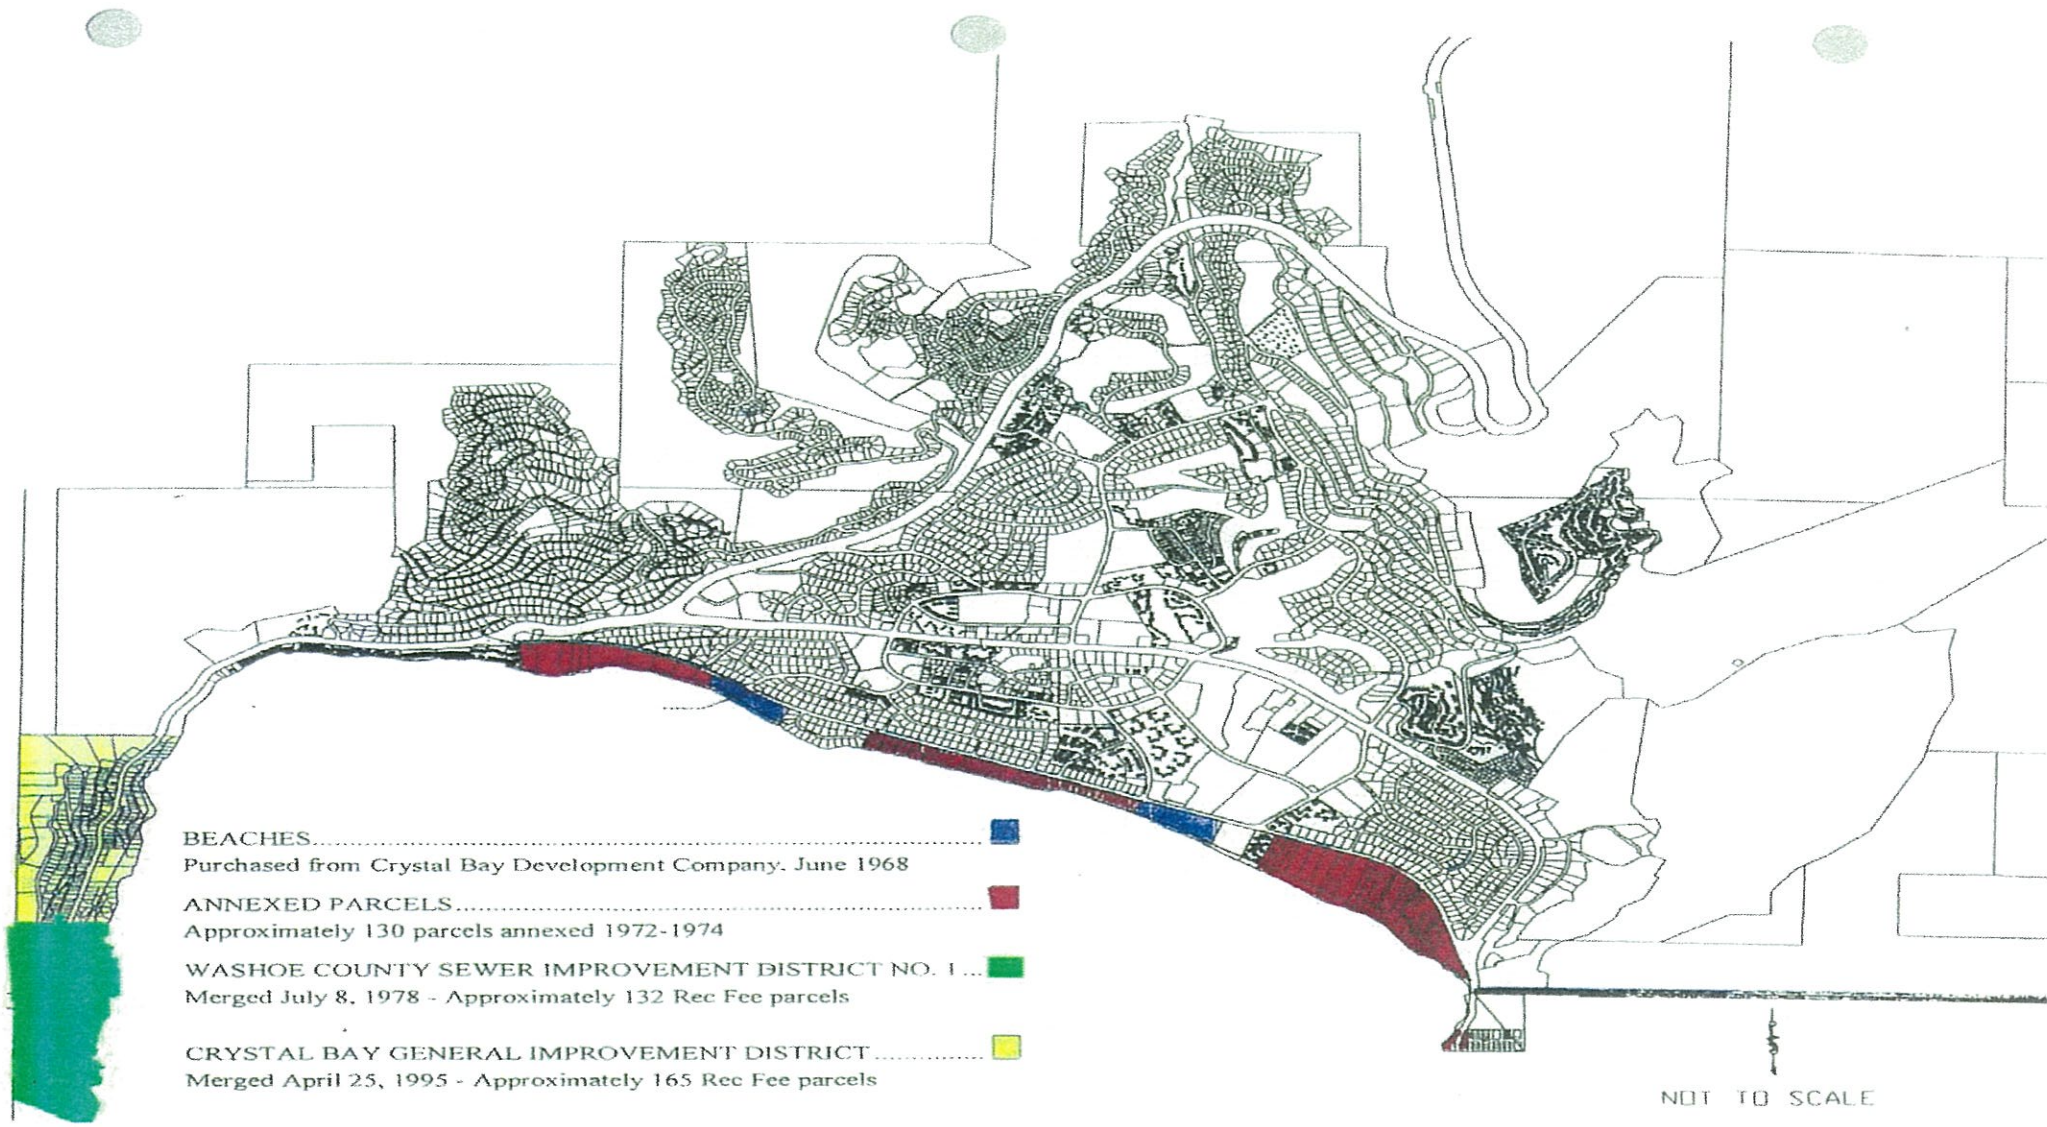 BEACHES
Purchased from Crystal Bay Development Company. June 1968
ANNEXED PARCELS
Approximately 130 parcels annexed 1972-1974
WASHOE COUNTY SEWER IMPROVEMENT DISTRICT NO. 1
Merged July 8, 1978 - Approximately 132 Rec Fee parcels
CRYSTAL BAY GENERAL IMPROVEMENT DISTRICT
Merged April 25, 1995 - Approximately 165 Rec Fee parcels
NOT TO SCALE